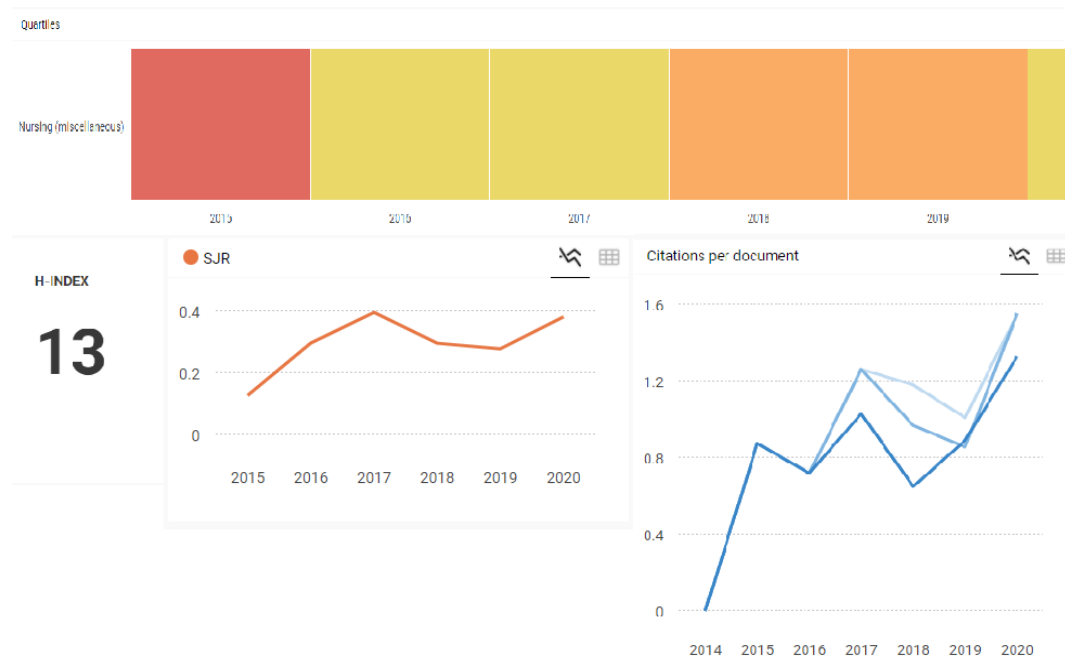 Quartiles
Nursing (miscellaneous)
2015 2016 2017 2018 2019
H-INDEX
13
SJR
0.4
0.2
0
2015 2016 2017 2018 2019 2020
Citations per document
1.6
1.2
0.8
0.4
0
2014 2015 2016 2017 2018 2019 2020